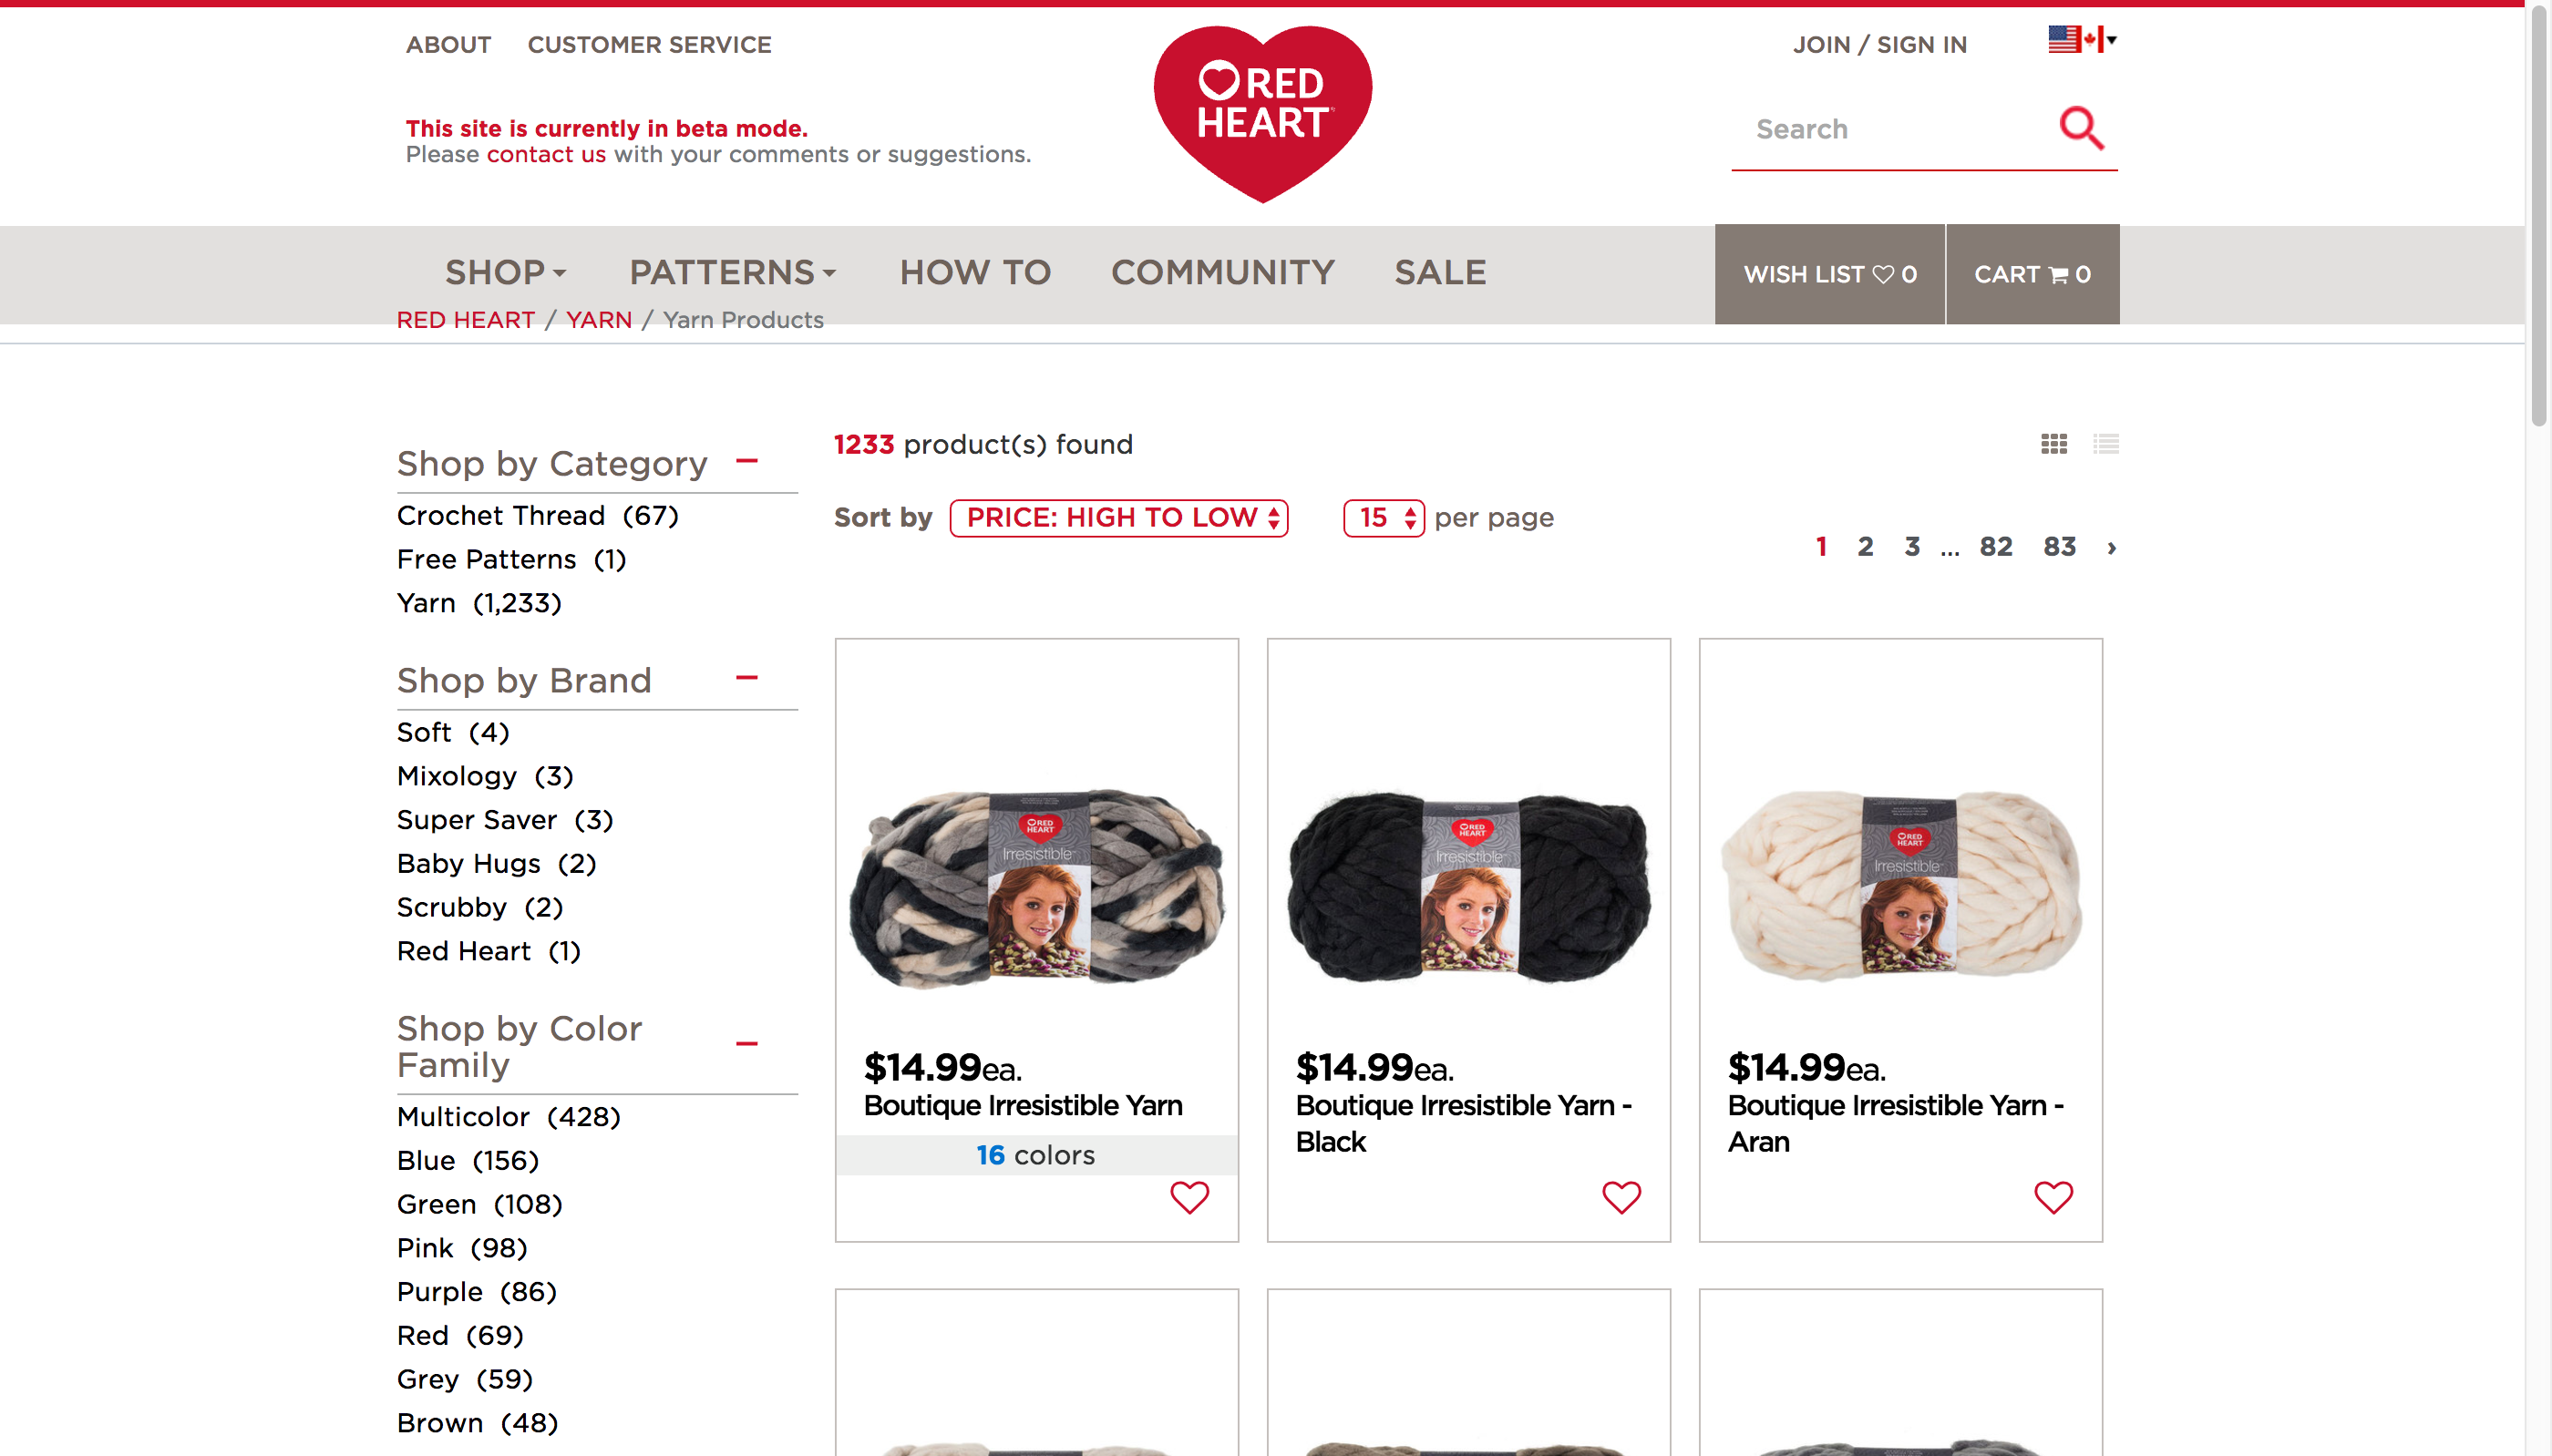 ABOUT CUSTOMER SERVICE
JOIN / SIGN IN
RED
HEART
This site is currently in beta mode.
Please contact us with your comments or suggestions.
Search
SHOP PATTERNS HOW TO COMMUNITY SALE
WISH LIST 0 CART 0
RED HEART / YARN / Yarn Products
1233 product(s) found
Sort by PRICE: HIGH TO LOW 15 per page
1 2 3 ... 82 83 ›
Shop by Category
Crochet Thread (67)
Free Patterns (1)
Yarn (1,233)
Shop by Brand
Soft (4)
Mixology (3)
Super Saver (3)
Baby Hugs (2)
Scrubby (2)
Red Heart (1)
Shop by Color
Family
Multicolor (428)
Blue (156)
Green (108)
Pink (98)
Purple (86)
Red (69)
Grey (59)
Brown (48)
RED
HEART
Irresistible
$14.99ea.
Boutique Irresistible Yarn
16 colors
RED
HEART
Irresistible
$14.99ea.
Boutique Irresistible Yarn -
Black
RED
HEART
Irresistible
$14.99ea.
Boutique Irresistible Yarn -
Aran